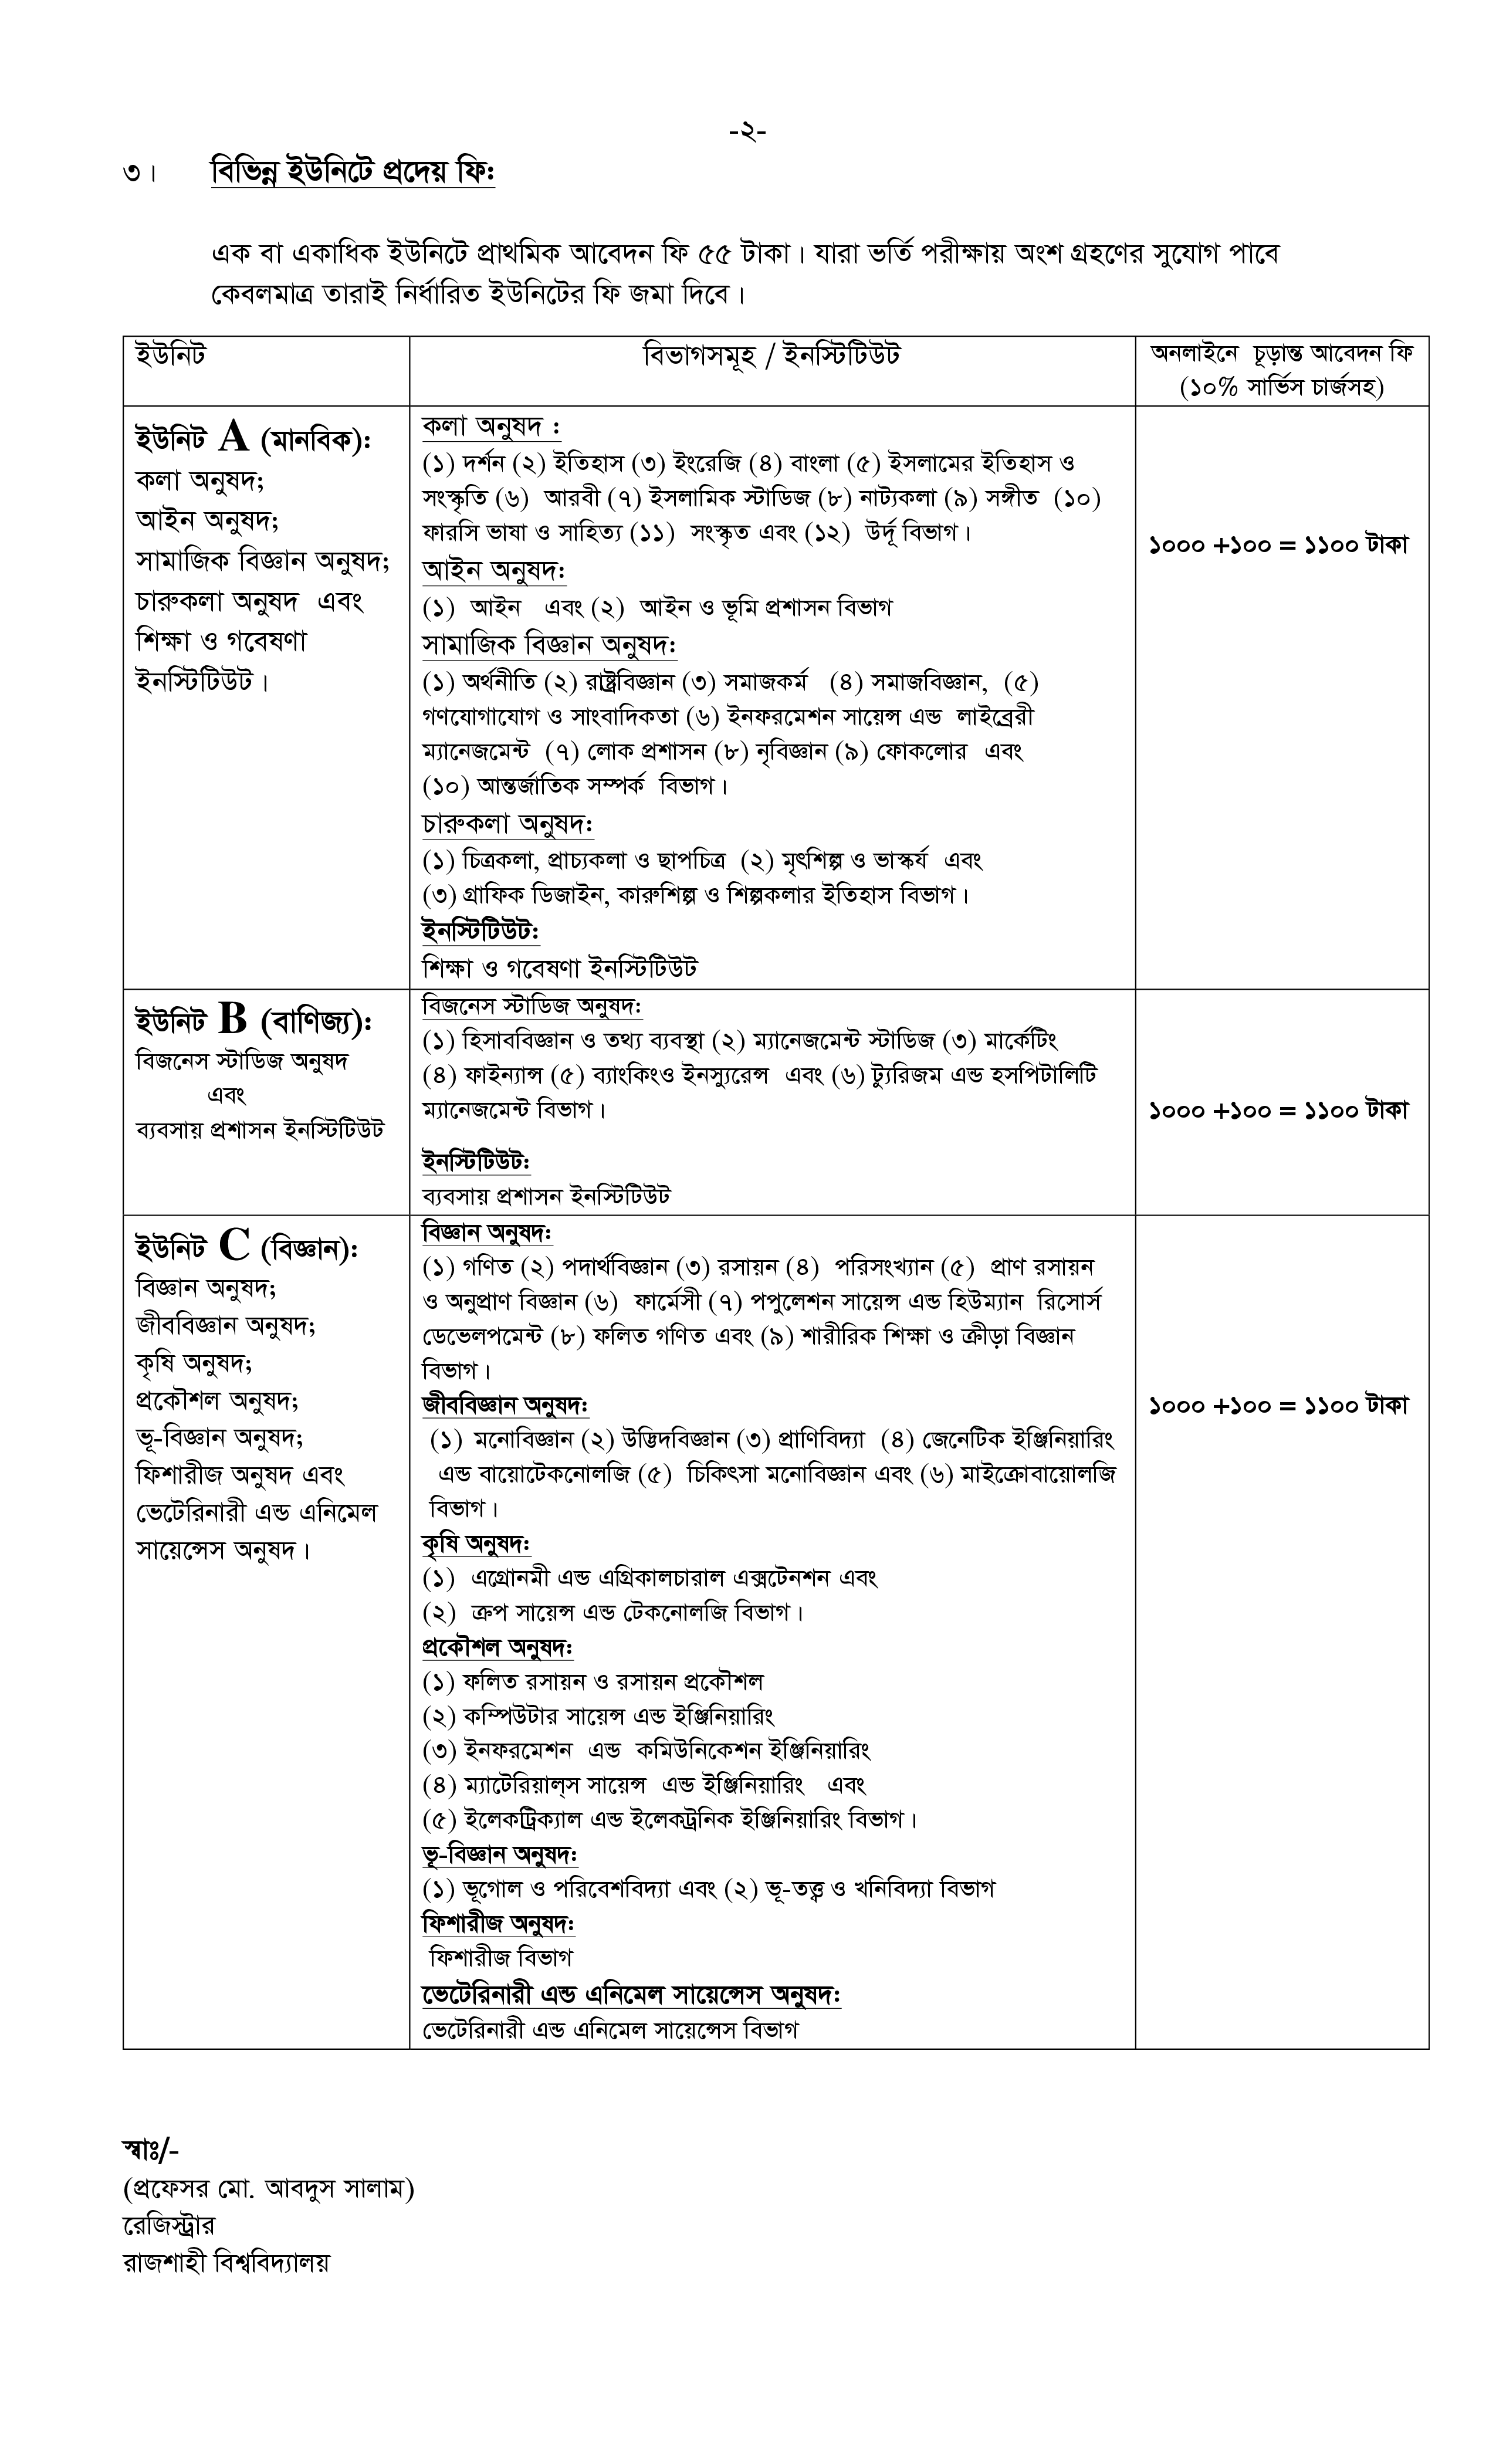 -২-
৩। বিভিন্ন ইউনিটে প্রদেয় ফি:
এক বা একাধিক ইউনিটে প্রাথমিক আবেদন ফি ৫৫ টাকা। যারা ভর্তি পরীক্ষায় অংশ গ্রহণের সুযোগ পাবে
কেবলমাত্র তারাই নির্ধারিত ইউনিটের ফি জমা দিবে।
ইউনিট
বিভাগসমূহ / ইনস্টিটিউট
অনলাইনে চূড়ান্ত আবেদন ফি
(১০% সার্ভিস চার্জসহ)
ইউনিট A (মানবিক):
কলা অনুষদ;
আইন অনুষদ;
সামাজিক বিজ্ঞান অনুষদ;
চারুকলা অনুষদ এবং
শিক্ষা ও গবেষণা
ইনস্টিটিউট।
কলা অনুষদ :
(১) দর্শন (২) ইতিহাস (৩) ইংরেজি (৪) বাংলা (৫) ইসলামের ইতিহাস ও
সংস্কৃতি (৬) আরবী (৭) ইসলামিক স্টাডিজ (৮) নাট্যকলা (৯) সঙ্গীত (১০)
ফারসি ভাষা ও সাহিত্য (১১) সংস্কৃত এবং (১২) উর্দূ বিভাগ।
আইন অনুষদ:
(১) আইন এবং (২) আইন ও ভূমি প্রশাসন বিভাগ
সামাজিক বিজ্ঞান অনুষদ:
(১) অর্থনীতি (২) রাষ্ট্রবিজ্ঞান (৩) সমাজকর্ম (৪) সমাজবিজ্ঞান, (৫)
গণযোগাযোগ ও সাংবাদিকতা (৬) ইনফরমেশন সায়েন্স এন্ড লাইব্রেরী
ম্যানেজমেন্ট (৭) লোক প্রশাসন (৮) নৃবিজ্ঞান (৯) ফোকলোর এবং
(১০) আন্তর্জাতিক সম্পর্ক বিভাগ।
চারুকলা অনুষদ:
(১) চিত্রকলা, প্রাচ্যকলা ও ছাপচিত্র (২) মৃৎশিল্প ও ভাস্কর্য এবং
(৩) গ্রাফিক ডিজাইন, কারুশিল্প ও শিল্পকলার ইতিহাস বিভাগ।
ইনস্টিটিউট:
শিক্ষা ও গবেষণা ইনস্টিটিউট
১০০০ +১০০ = ১১০০ টাকা
ইউনিট B (বাণিজ্য):
বিজনেস স্টাডিজ অনুষদ
এবং
ব্যবসায় প্রশাসন ইনস্টিটিউট
বিজনেস স্টাডিজ অনুষদ:
(১) হিসাববিজ্ঞান ও তথ্য ব্যবস্থা (২) ম্যানেজমেন্ট স্টাডিজ (৩) মার্কেটিং
(৪) ফাইন্যান্স (৫) ব্যাংকিংও ইনস্যুরেন্স এবং (৬) ট্যুরিজম এন্ড হসপিটালিটি
ম্যানেজমেন্ট বিভাগ।
ইনস্টিটিউট:
ব্যবসায় প্রশাসন ইনস্টিটিউট
১০০০ +১০০ = ১১০০ টাকা
ইউনিট C (বিজ্ঞান):
বিজ্ঞান অনুষদ;
জীববিজ্ঞান অনুষদ;
কৃষি অনুষদ;
প্রকৌশল অনুষদ;
ভূ-বিজ্ঞান অনুষদ;
ফিশারীজ অনুষদ এবং
ভেটেরিনারী এন্ড এনিমেল
সায়েন্সেস অনুষদ।
বিজ্ঞান অনুষদ:
(১) গণিত (২) পদার্থবিজ্ঞান (৩) রসায়ন (৪) পরিসংখ্যান (৫) প্রাণ রসায়ন
ও অনুপ্রাণ বিজ্ঞান (৬) ফার্মেসী (৭) পপুলেশন সায়েন্স এন্ড হিউম্যান রিসোর্স
ডেভেলপমেন্ট (৮) ফলিত গণিত এবং (৯) শারীরিক শিক্ষা ও ক্রীড়া বিজ্ঞান
বিভাগ।
জীববিজ্ঞান অনুষদ:
(১) মনোবিজ্ঞান (২) উদ্ভিদবিজ্ঞান (৩) প্রাণিবিদ্যা (৪) জেনেটিক ইঞ্জিনিয়ারিং
এন্ড বায়োটেকনোলজি (৫) চিকিৎসা মনোবিজ্ঞান এবং (৬) মাইক্রোবায়োলজি
বিভাগ।
কৃষি অনুষদ:
(১) এগ্রোনমী এন্ড এগ্রিকালচারাল এক্সটেনশন এবং
(২) ক্রপ সায়েন্স এন্ড টেকনোলজি বিভাগ।
প্রকৌশল অনুষদ:
(১) ফলিত রসায়ন ও রসায়ন প্রকৌশল
(২) কম্পিউটার সায়েন্স এন্ড ইঞ্জিনিয়ারিং
(৩) ইনফরমেশন এন্ড কমিউনিকেশন ইঞ্জিনিয়ারিং
(৪) ম্যাটেরিয়াল্‌স সায়েন্স এন্ড ইঞ্জিনিয়ারিং এবং
(৫) ইলেকট্রিক্যাল এন্ড ইলেকট্রনিক ইঞ্জিনিয়ারিং বিভাগ।
ভূ-বিজ্ঞান অনুষদ:
(১) ভূগোল ও পরিবেশবিদ্যা এবং (২) ভূ-তত্ত্ব ও খনিবিদ্যা বিভাগ
ফিশারীজ অনুষদ:
ফিশারীজ বিভাগ
ভেটেরিনারী এন্ড এনিমেল সায়েন্সেস অনুষদ:
ভেটেরিনারী এন্ড এনিমেল সায়েন্সেস বিভাগ
১০০০ +১০০ = ১১০০ টাকা
স্বাঃ/-
(প্রফেসর মো. আবদুস সালাম)
রেজিস্ট্রার
রাজশাহী বিশ্ববিদ্যালয়